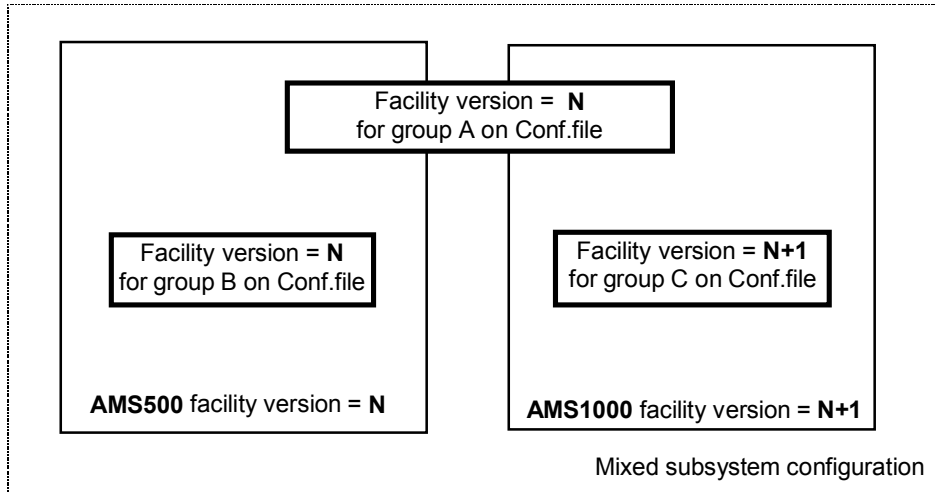 Facility version = N
for group A on Conf.file
Facility version = N
for group B on Conf.file
Facility version = N+1
for group C on Conf.file
AMS500 facility version = N
AMS1000 facility version = N+1
Mixed subsystem configuration